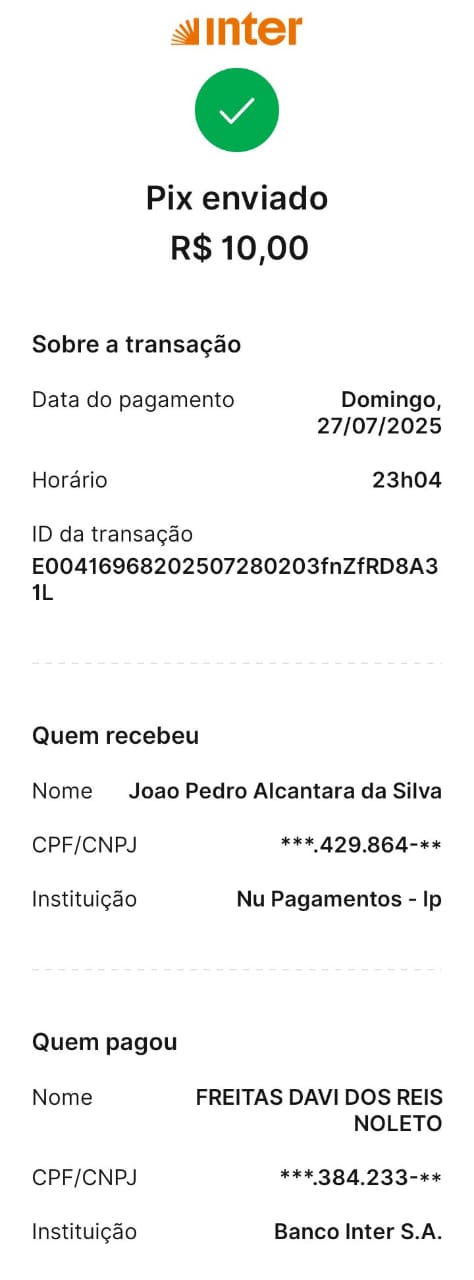 inter
Pix enviado
R$ 10,00
Sobre a transação
Data do pagamento Domingo,
27/07/2025
Horário 23h04
ID da transação
E00416968202507280203fnZfRD8A3
1L
Quem recebeu
Nome Joao Pedro Alcantara da Silva
CPF/CNPJ ***.429.864-**
Instituição Nu Pagamentos - Ip
Quem pagou
Nome FREITAS DAVI DOS REIS
NOLETO
CPF/CNPJ ***.384.233-**
Instituição Banco Inter S.A.